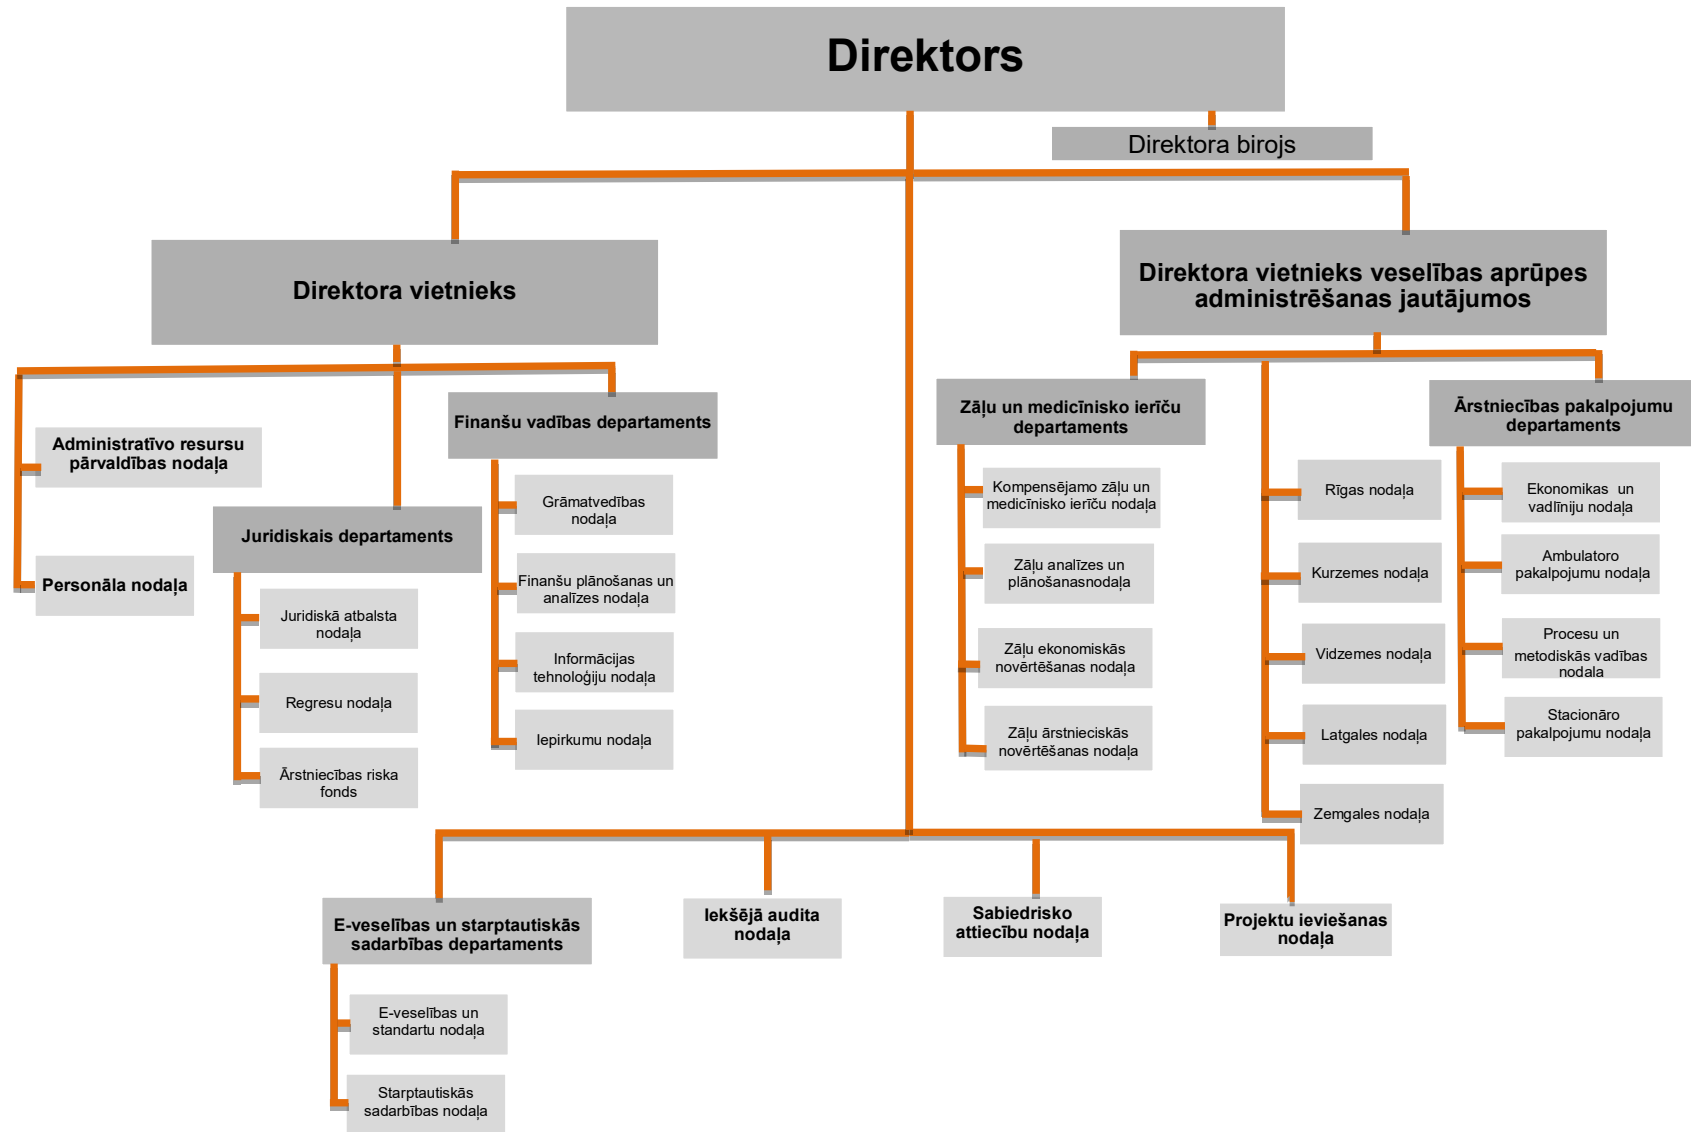 Direktors
Direktora birojs
Direktora vietnieks
Direktora vietnieks veselības aprūpes
administrēšanas jautājumos
Administratīvo resursu
pārvaldības nodaļa
Personāla nodaļa
Juridiskais departaments
Juridiskā atbalsta
nodaļa
Regresu nodaļa
Ārstniecības riska
fonds
Finanšu vadības departaments
Grāmatvedības
nodaļa
Finanšu plānošanas un
analīzes nodaļa
Informācijas
tehnoloģiju nodaļa
Iepirkumu nodaļa
Zāļu un medicīnisko ierīču
departaments
Kompensējamo zāļu un
medicīnisko ierīču nodaļa
Zāļu analīzes un
plānošanasnodaļa
Zāļu ekonomiskās
novērtēšanas nodaļa
Zāļu ārstnieciskās
novērtēšanas nodaļa
Rīgas nodaļa
Kurzemes nodaļa
Vidzemes nodaļa
Latgales nodaļa
Zemgales nodaļa
Ārstniecības pakalpojumu
departaments
Ekonomikas un
vadlīniju nodaļa
Ambulatoro
pakalpojumu nodaļa
Procesu un
metodiskās vadības
nodaļa
Stacionāro
pakalpojumu nodaļa
E-veselības un starptautiskās
sadarbības departaments
E-veselības un
standartu nodaļa
Starptautiskās
sadarbības nodaļa
Iekšējā audita
nodaļa
Sabiedrisko
attiecību nodaļa
Projektu ieviešanas
nodaļa